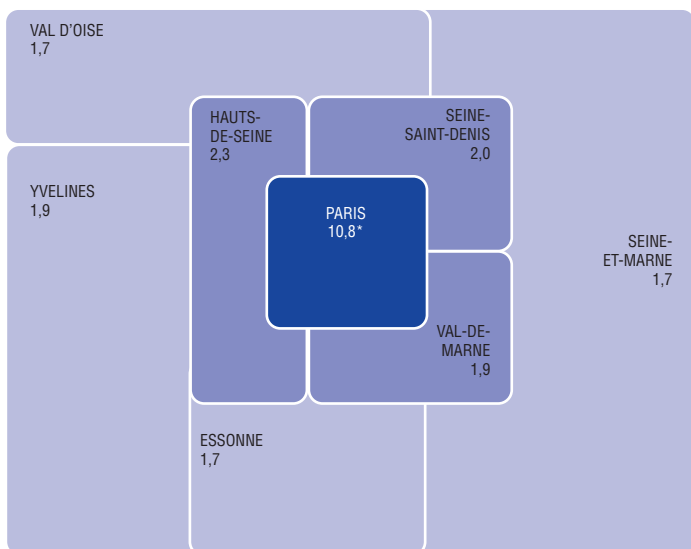 VAL D’OISE
1,7
HAUTS-
DE-SEINE
2,3
SEINE-
SAINT-DENIS
2,0
YVELINES
1,9
PARIS
10,8*
SEINE-
ET-MARNE
1,7
VAL-DE-
MARNE
1,9
ESSONNE
1,7